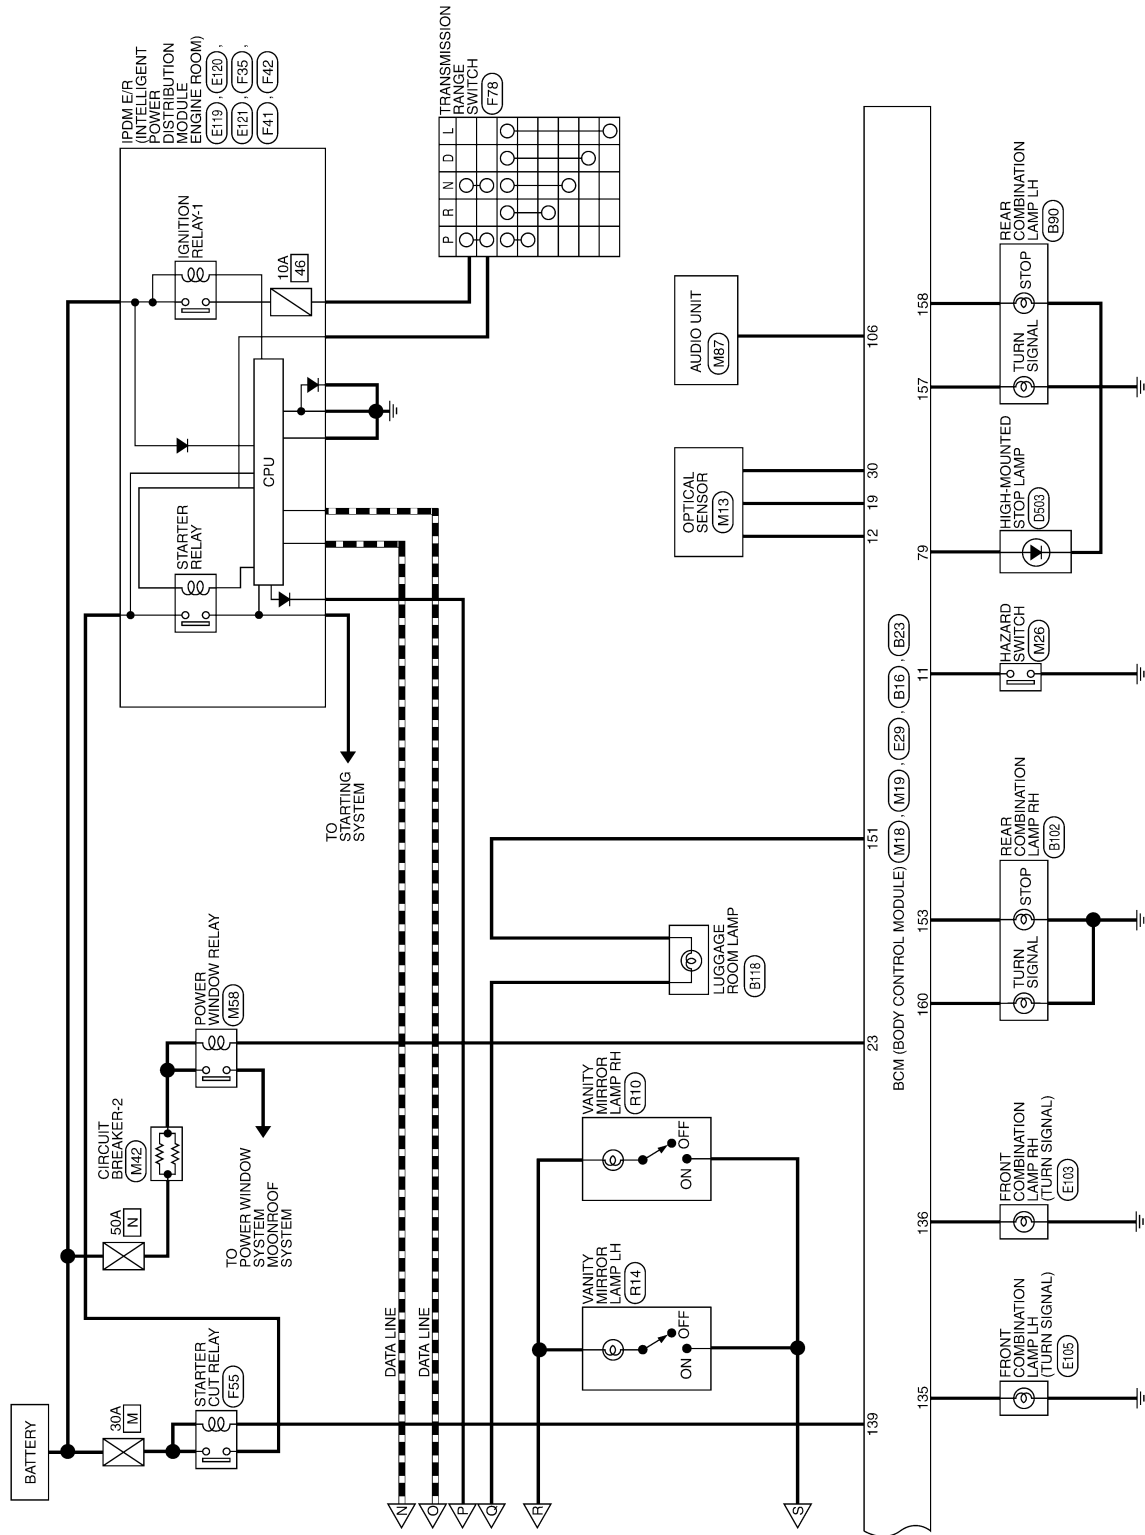 BATTERY
30A
M
STARTER
CUT RELAY
F55
50A
N
CIRCUIT
BREAKER-2
M42
POWER
WINDOW RELAY
M58
TO
POWER WINDOW
SYSTEM
MOONROOF
SYSTEM
TO
STARTING
SYSTEM
IPDM E/R
(INTELLIGENT
POWER
DISTRIBUTION
MODULE
ENGINE ROOM)
E119 , E120 ,
E121 , F35 ,
F41 , F42
STARTER
RELAY
CPU
IGNITION
RELAY-1
10A
46
TRANSMISSION
RANGE
SWITCH
F78
P R N D L
DATA LINE
DATA LINE
N
O
P
Q
R
S
VANITY
MIRROR
LAMP LH
R14
ON
OFF
VANITY
MIRROR
LAMP RH
R10
ON
OFF
LUGGAGE
ROOM LAMP
B118
OPTICAL
SENSOR
M13
AUDIO UNIT
M87
139
23
151
12
19
30
106
BCM (BODY CONTROL MODULE) M18 , M19 , E29 , B16 , B23
135
136
160
153
11
79
157
158
FRONT
COMBINATION
LAMP LH
(TURN SIGNAL)
E105
FRONT
COMBINATION
LAMP RH
(TURN SIGNAL)
E103
TURN
SIGNAL
STOP
REAR
COMBINATION
LAMP RH
B102
HAZARD
SWITCH
M26
HIGH-MOUNTED
STOP LAMP
D503
TURN
SIGNAL
STOP
REAR
COMBINATION
LAMP LH
B90